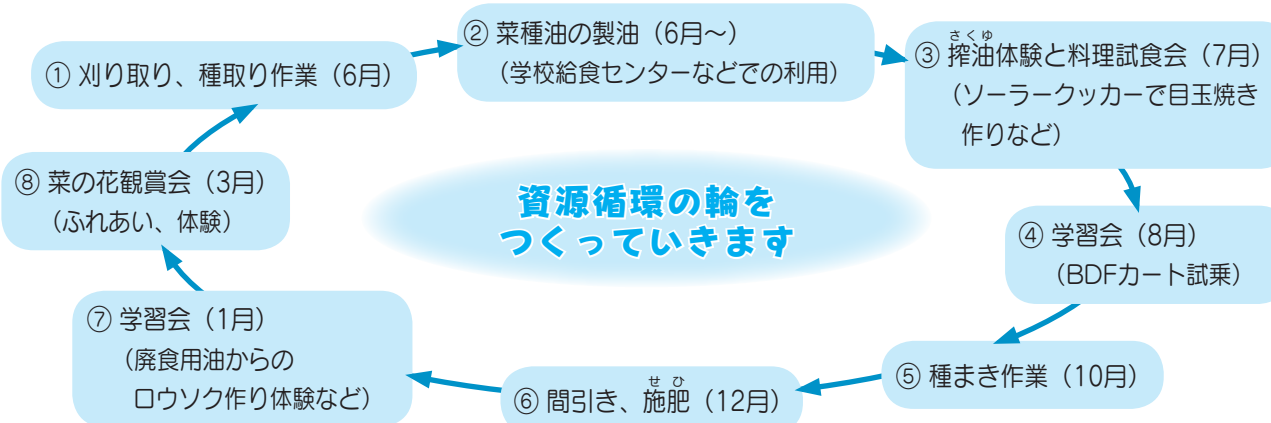 ① 刈り取り、種取り作業（6月）
② 菜種油の製油（6月〜）
（学校給食センターなどでの利用）
さくゆ
③ 搾油体験と料理試食会（7月）
（ソーラークッカーで目玉焼き
作りなど）
④ 学習会（8月）
（BDFカート試乗）
⑤ 種まき作業（10月）
せひ
⑥ 間引き、施肥（12月）
⑦ 学習会（1月）
（廃食用油からの
ロウソク作り体験など）
⑧ 菜の花観賞会（3月）
（ふれあい、体験）
資源循環の輪を
つくっていきます